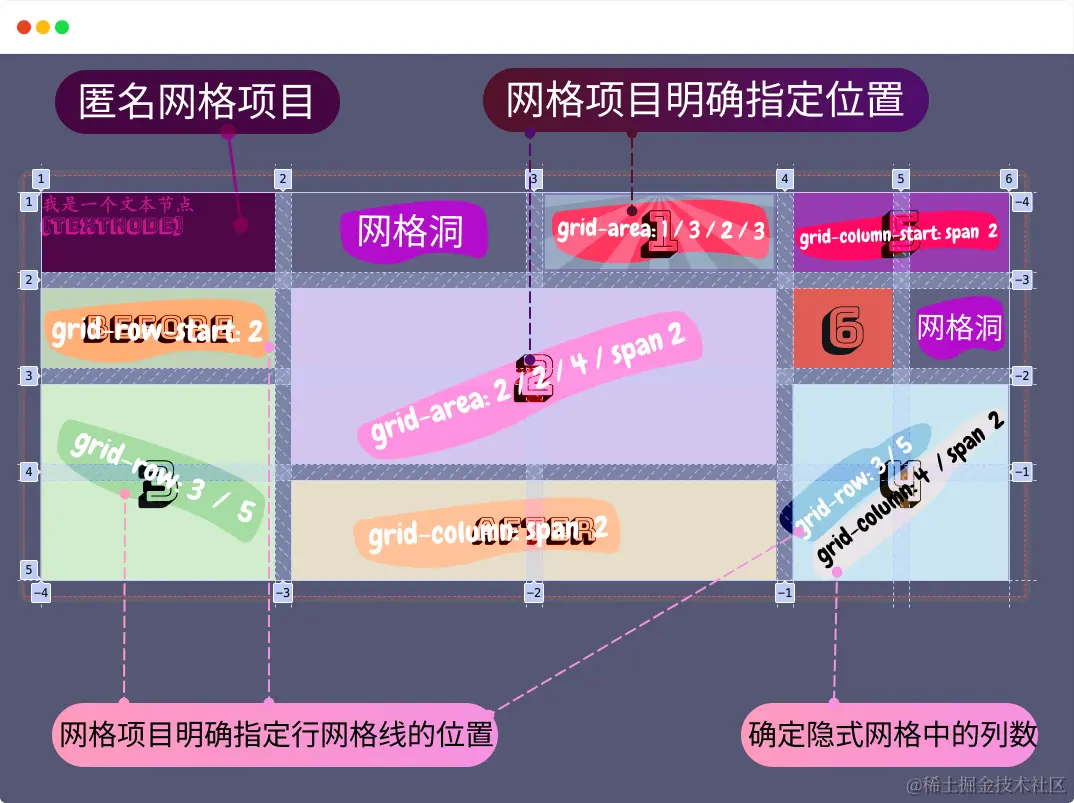 匿名网格项目
网格项目明确指定位置
1 2 3 4 5 6
1
我是一个文本节点
[TEXTNODE]
网格洞
1
grid-area: 1 / 3 / 2 / 3
5
grid-column-start: span 2
-4
2
-3
BEFORE
grid-row-start: 2
2
grid-area: 2 / 2 / 4 / span 2
6
网格洞
3
-2
3
grid-row: 3 / 5
4
grid-row: 3 / 5
grid-column: 4 / span 2
4
-1
AFTER
grid-column: span 2
5
-4 -3 -2 -1
网格项目明确指定行网格线的位置
确定隐式网格中的列数
@稀土掘金技术社区